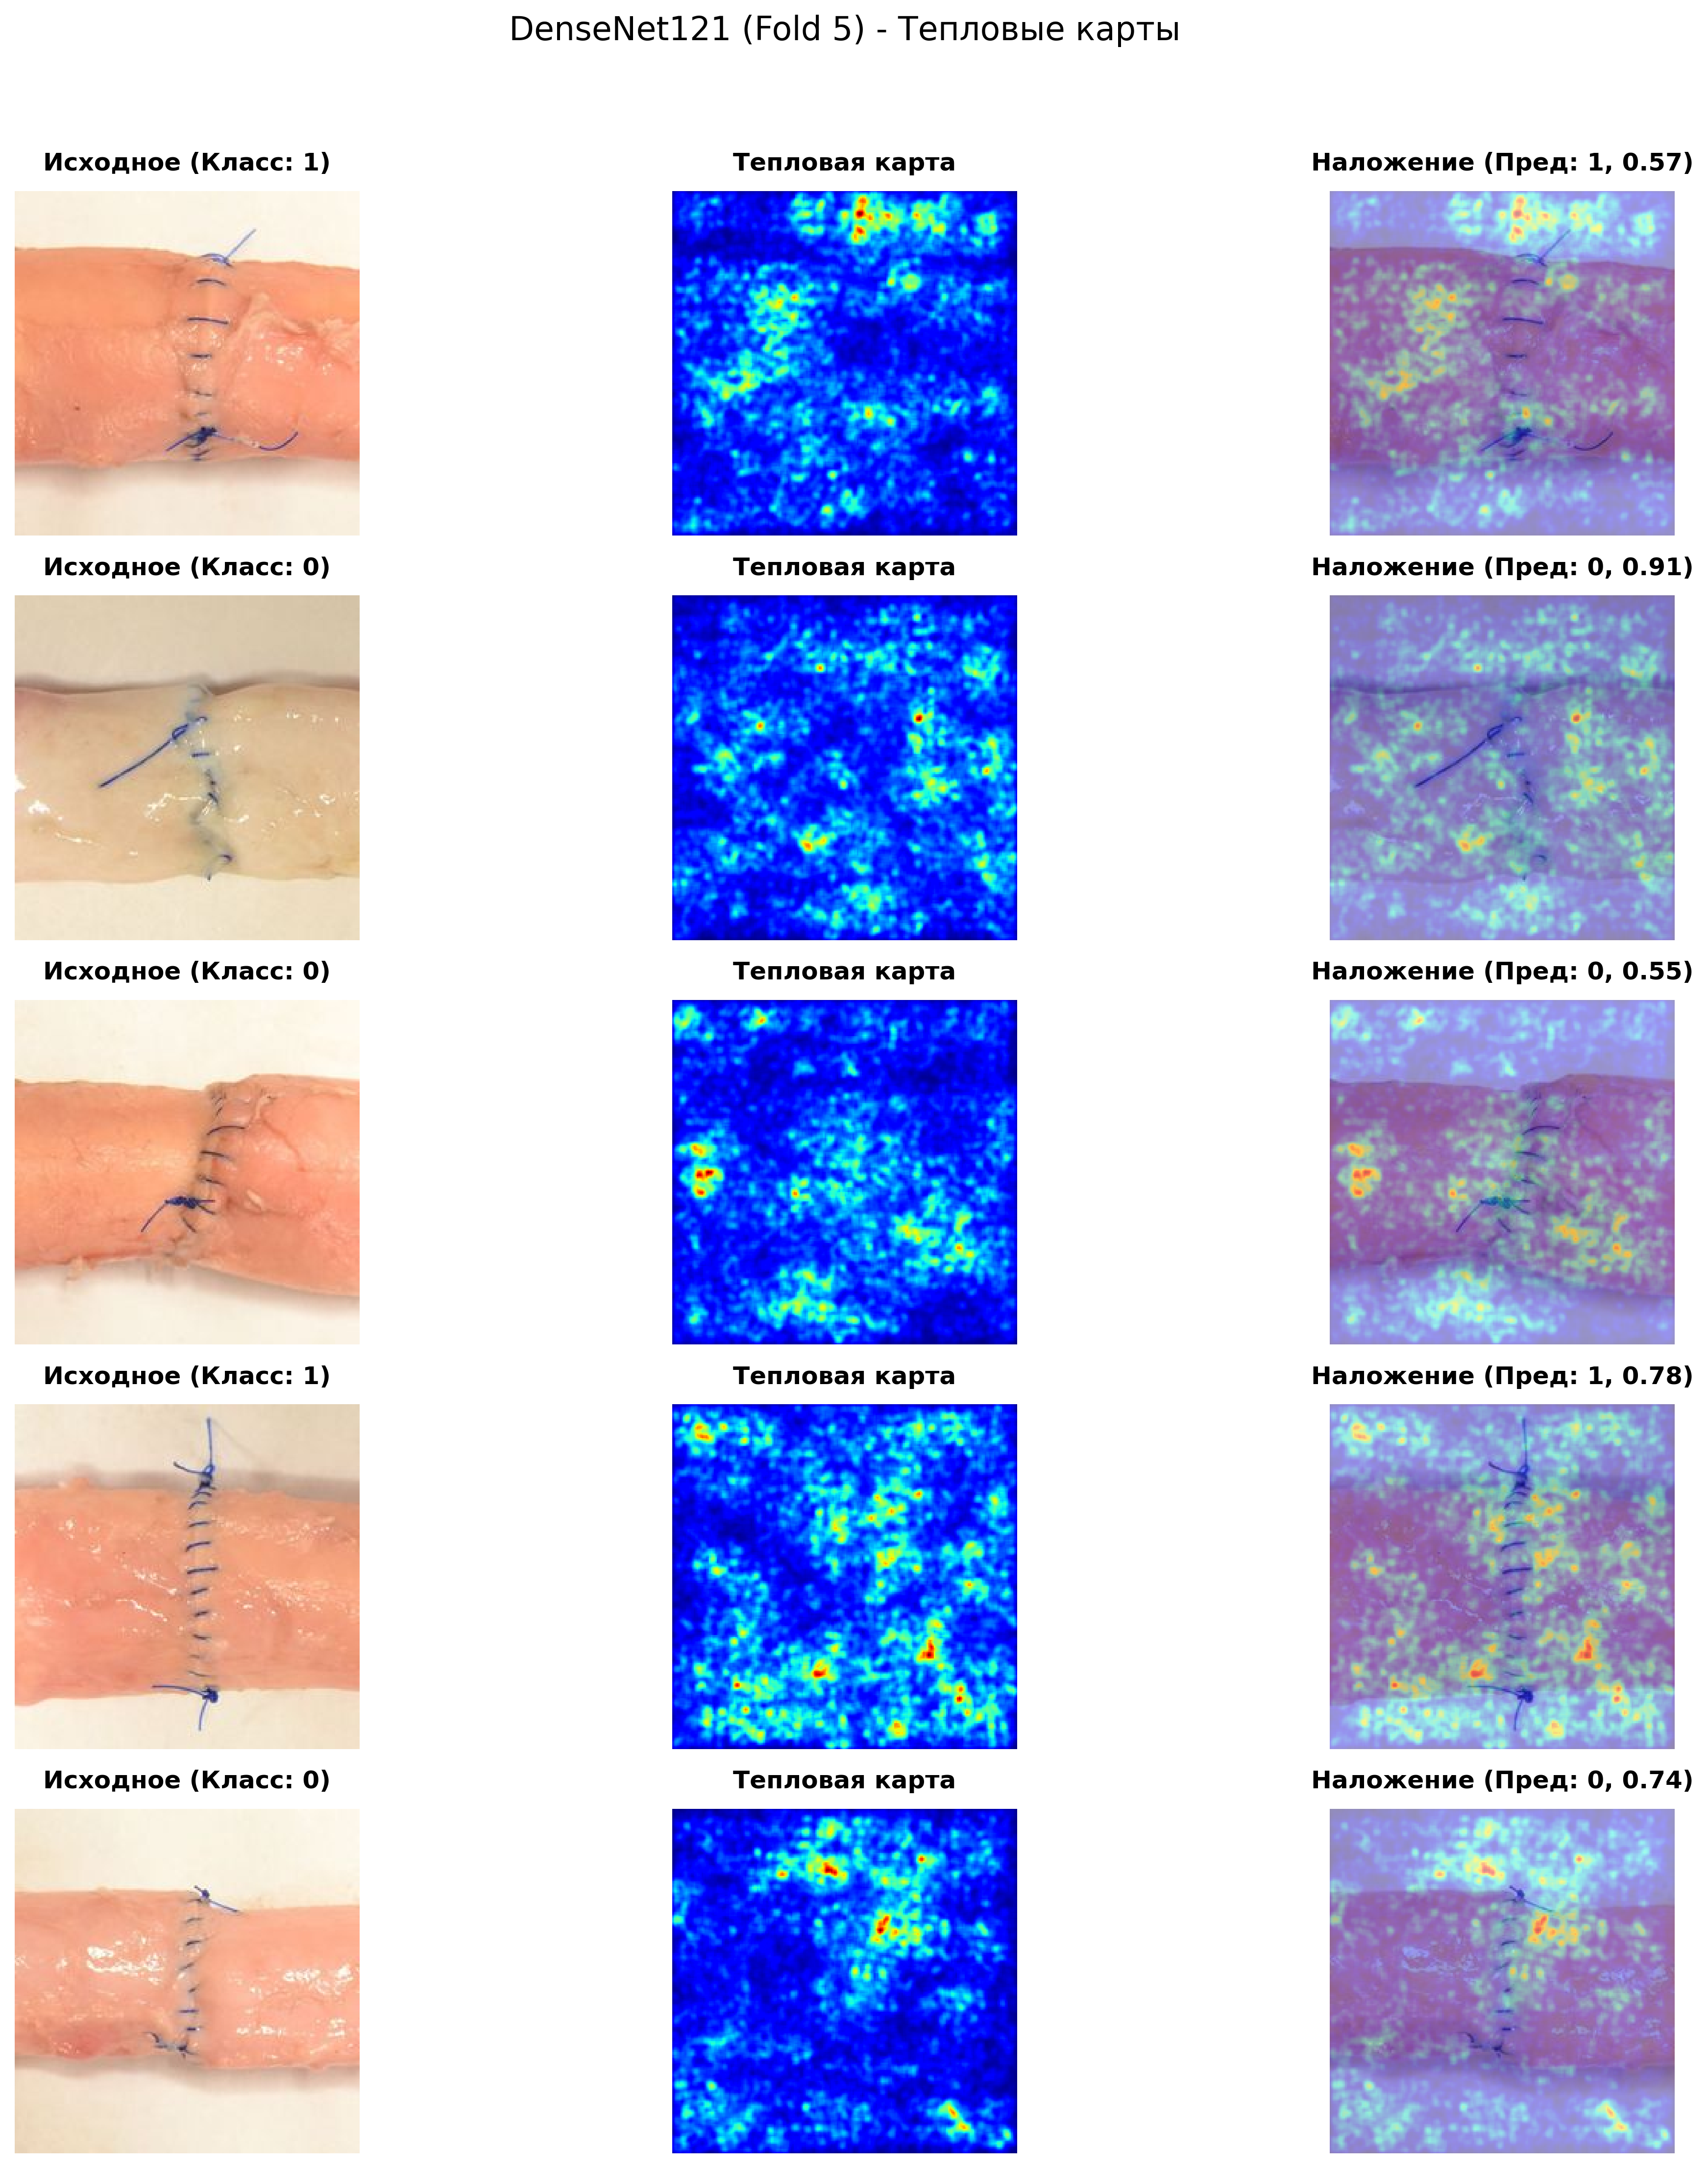 DenseNet121 (Fold 5) - Тепловые карты
Исходное (Класс: 1)
Тепловая карта
Наложение (Пред: 1, 0.57)
Исходное (Класс: 0)
Тепловая карта
Наложение (Пред: 0, 0.91)
Исходное (Класс: 0)
Тепловая карта
Наложение (Пред: 0, 0.55)
Исходное (Класс: 1)
Тепловая карта
Наложение (Пред: 1, 0.78)
Исходное (Класс: 0)
Тепловая карта
Наложение (Пред: 0, 0.74)